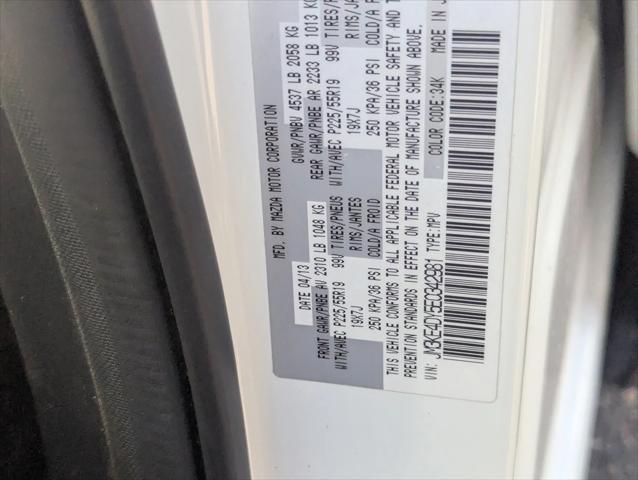 MFD. BY MAZDA MOTOR CORPORATION
DATE 04/13 GVWR/PNBV 4537 LB 2058 KG
FRONT GAWR/PNBE AV 2310 LB 1048 KG REAR GAWR/PNBE AR 2233 LB 1013 KG
WITH/AVEC P225/55R19 99V TIRES/PNEUS WITH/AVEC P225/55R19 99V TIRES/
19X7J RIMS/JANTES 19X7J RIMS/JA
250 KPA/36 PSI COLD/A FROID 250 KPA/36 PSI COLD/A F
THIS VEHICLE CONFORMS TO ALL APPLICABLE FEDERAL MOTOR VEHICLE SAFETY AND T
PREVENTION STANDARDS IN EFFECT ON THE DATE OF MANUFACTURE SHOWN ABOVE.
VIN: JM3KE4DY5E0342981 TYPE:MPV COLOR CODE:34K MADE IN J